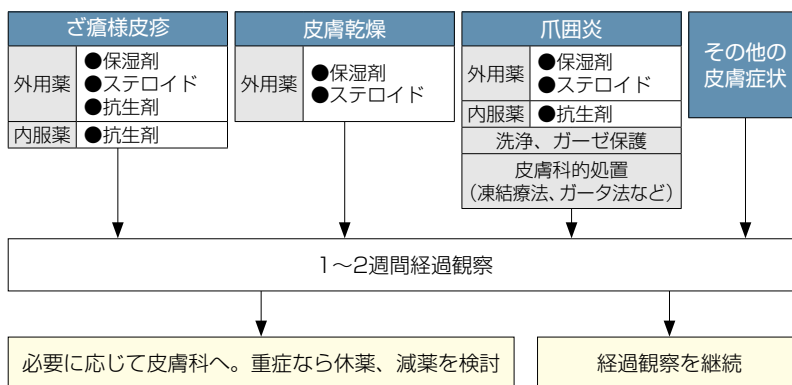 ざ瘡様皮疹
外用薬
●保湿剤
●ステロイド
●抗生剤
内服薬
●抗生剤
皮膚乾燥
外用薬
●保湿剤
●ステロイド
爪囲炎
外用薬
●保湿剤
●ステロイド
内服薬
●抗生剤
洗浄、ガーゼ保護
皮膚科的処置
（凍結療法、ガータ法など）
その他の
皮膚症状
1～2週間経過観察
必要に応じて皮膚科へ。重症なら休薬、減薬を検討
経過観察を継続